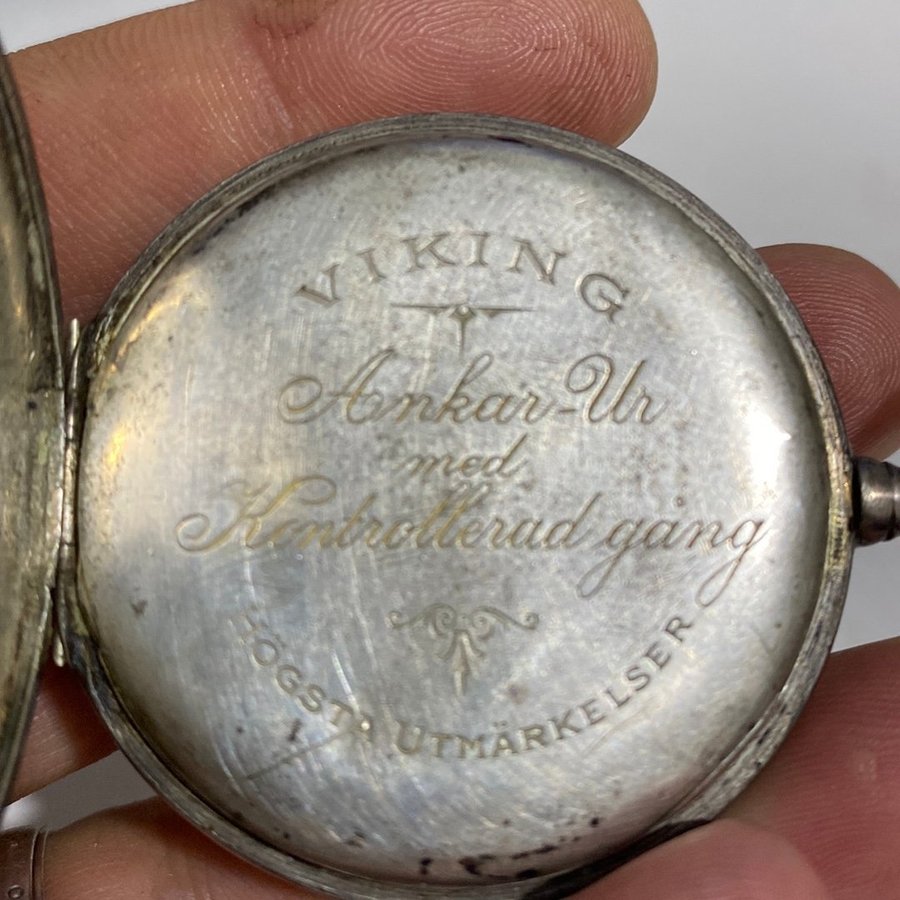 VIKING
Ankar-Ur
med
Kontrollerad gång
HÖGSTA UTMÄRKELSER